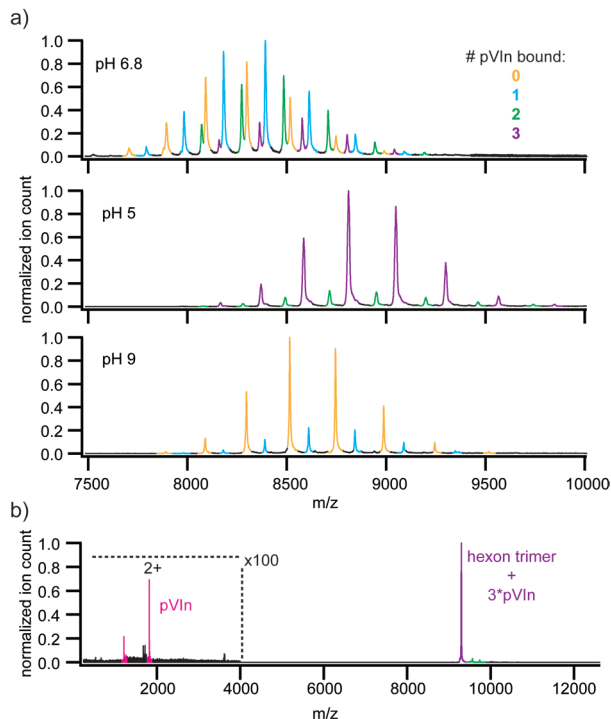 a)
pH 6.8
# pVIn bound:
0
1
2
3
1.0
0.8
0.6
0.4
0.2
0.0
normalized ion count
pH 5
1.0
0.8
0.6
0.4
0.2
0.0
pH 9
1.0
0.8
0.6
0.4
0.2
0.0
7500 8000 8500 9000 9500 10000
m/z
b)
normalized ion count
1.0
0.8
0.6
0.4
0.2
0.0
x100
2+
pVIn
hexon trimer
+
3*pVIn
2000 4000 6000 8000 10000 12000
m/z